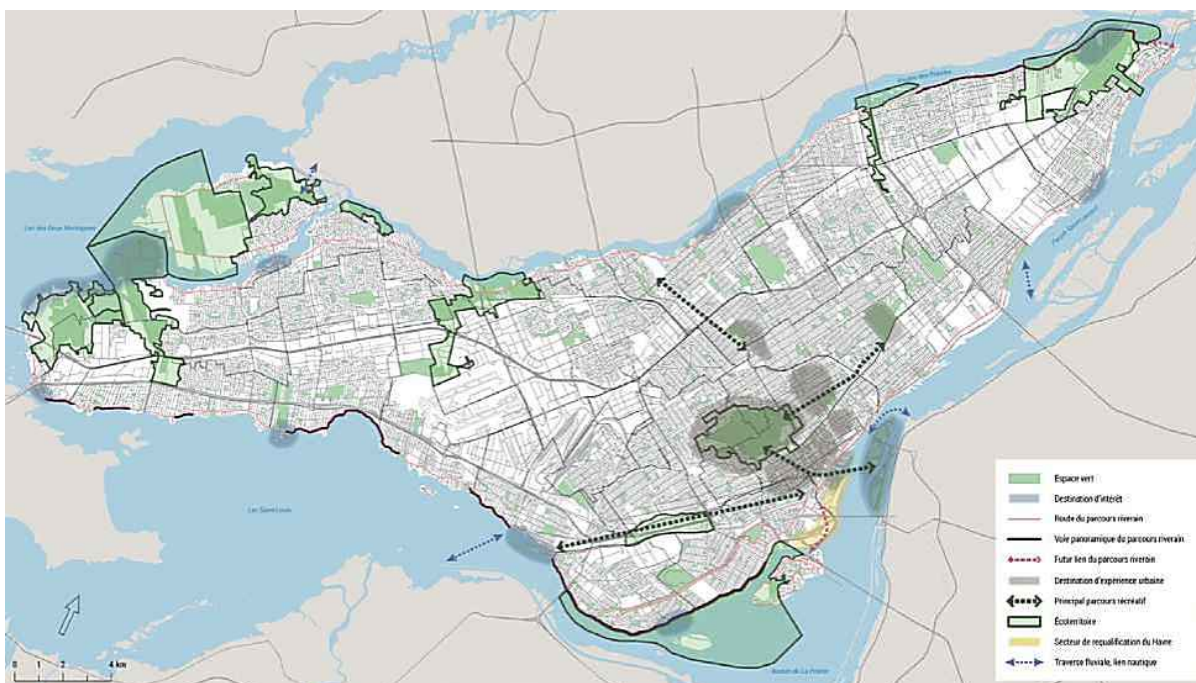 Rivière des Prairies
Lac des Deux Montagnes
Fleuve Saint-Laurent
Lac Saint-Louis
Bassin de La Prairie
0 1 2 4 km
Espace vert
Destination d'intérêt
Route du parcours riverain
Voie panoramique du parcours riverain
Futur lien du parcours riverain
Destination d'expérience urbaine
Principal parcours récréatif
Écoterritoire
Secteur de requalification du Havre
Traverse fluviale, lien nautique